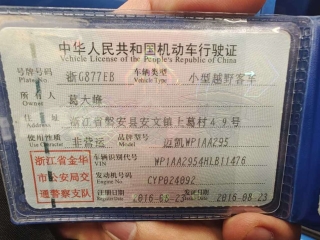 中华人民共和国机动车行驶证
Vehicle License of the People's Republic of China
号牌号码 浙G877EB 车辆类型 小型越野客车
Plate No. Vehicle Type
所有人 葛大峰
Owner
住址 浙江省磐安县安文镇上葛村49号
Address
使用性质 非营运 品牌型号 迈凯WP1AA295
Use Character Model
浙江省金华 车辆识别代号 WP1AA2954HLB11476
VIN
市公安局交 发动机号码 CYP024092
Engine No.
通警察支队 注册日期 2016-05-23 发证日期 2016-08-23
Register Date Issue Date